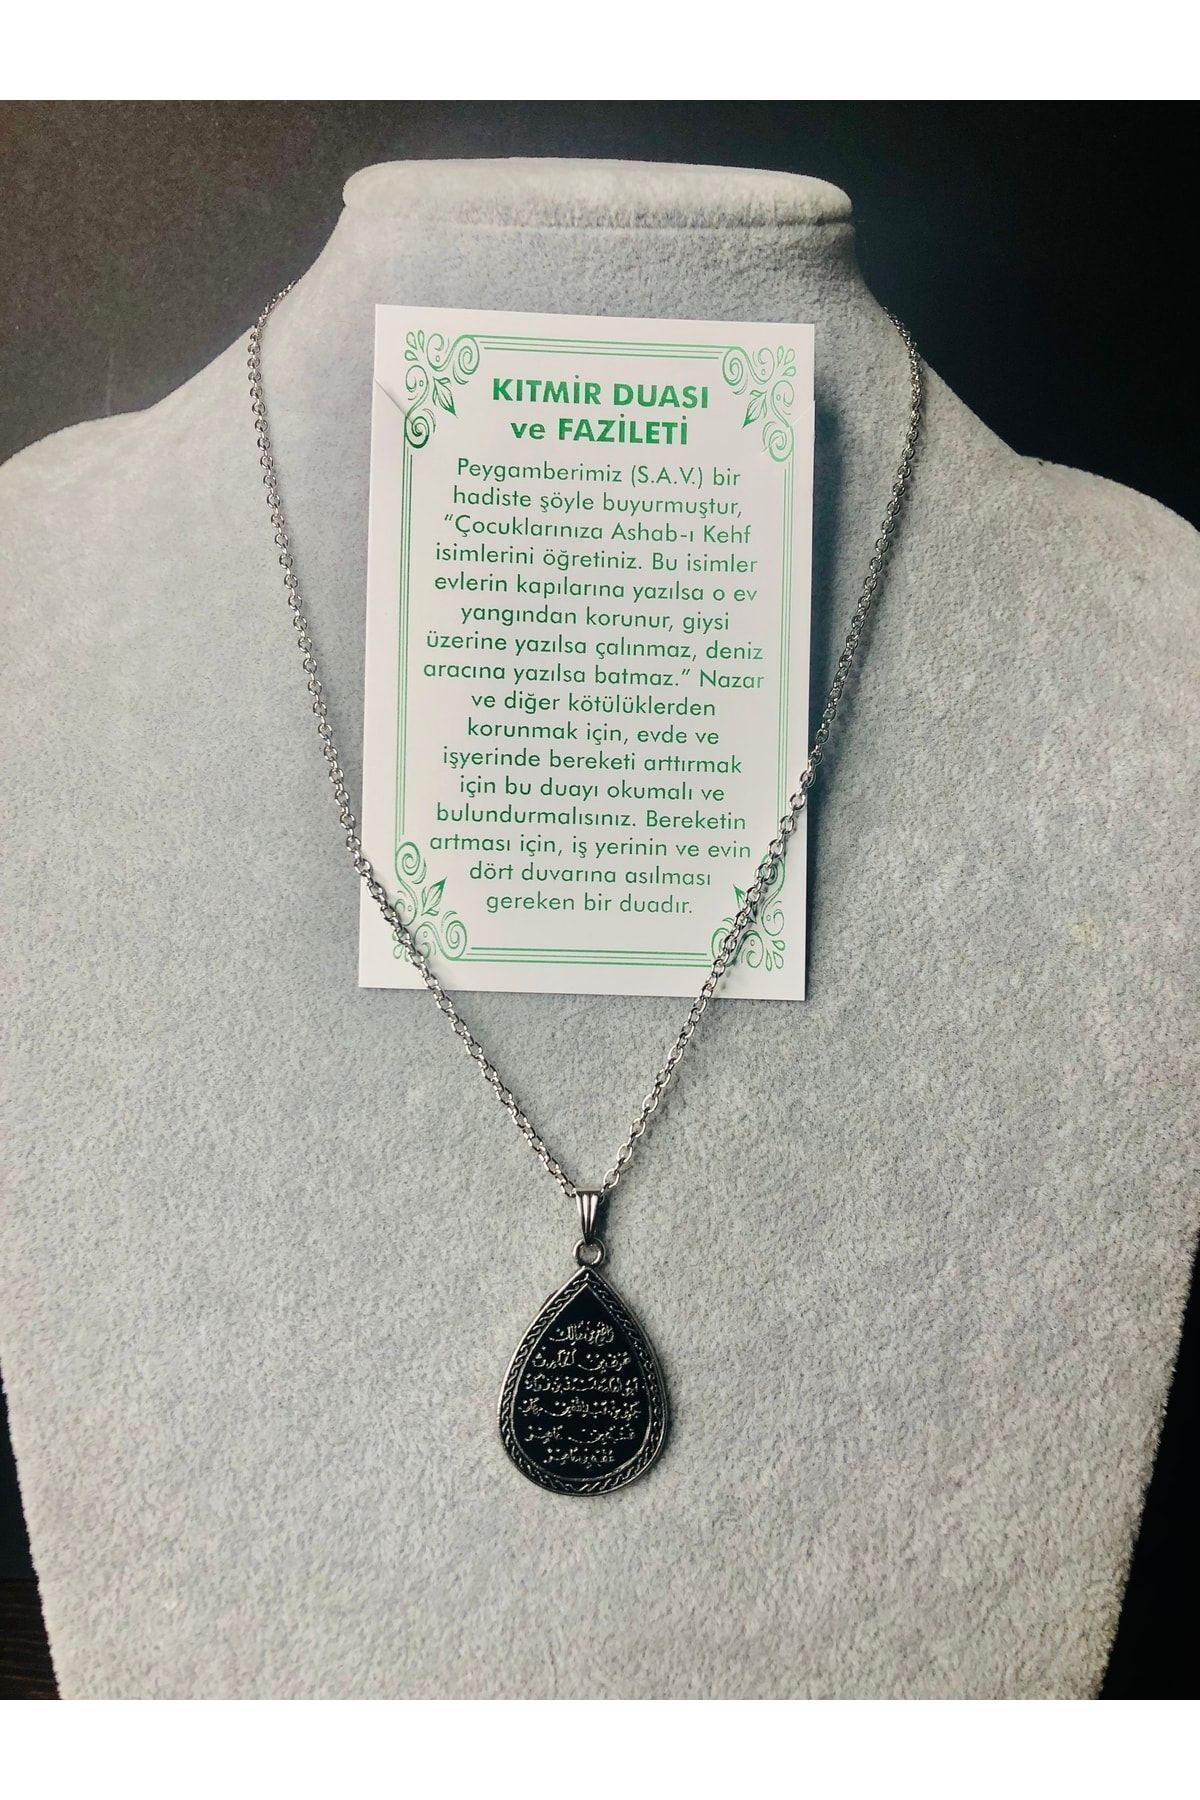 KITMİR DUASI
ve FAZİLETİ
Peygamberimiz (S.A.V.) bir
hadiste şöyle buyurmuştur,
“Çocuklarınıza Ashab-ı Kehf
isimlerini öğretiniz. Bu isimler
evlerin kapılarına yazılsa o ev
yangından korunur, giysi
üzerine yazılsa çalınmaz, deniz
aracına yazılsa batmaz.” Nazar
ve diğer kötülüklerden
korunmak için, evde ve
işyerinde bereketi arttırmak
için bu duayı okumalı ve
bulundurmalısınız. Bereketin
artması için, iş yerinin ve evin
dört duvarına asılması
gereken bir duadır.